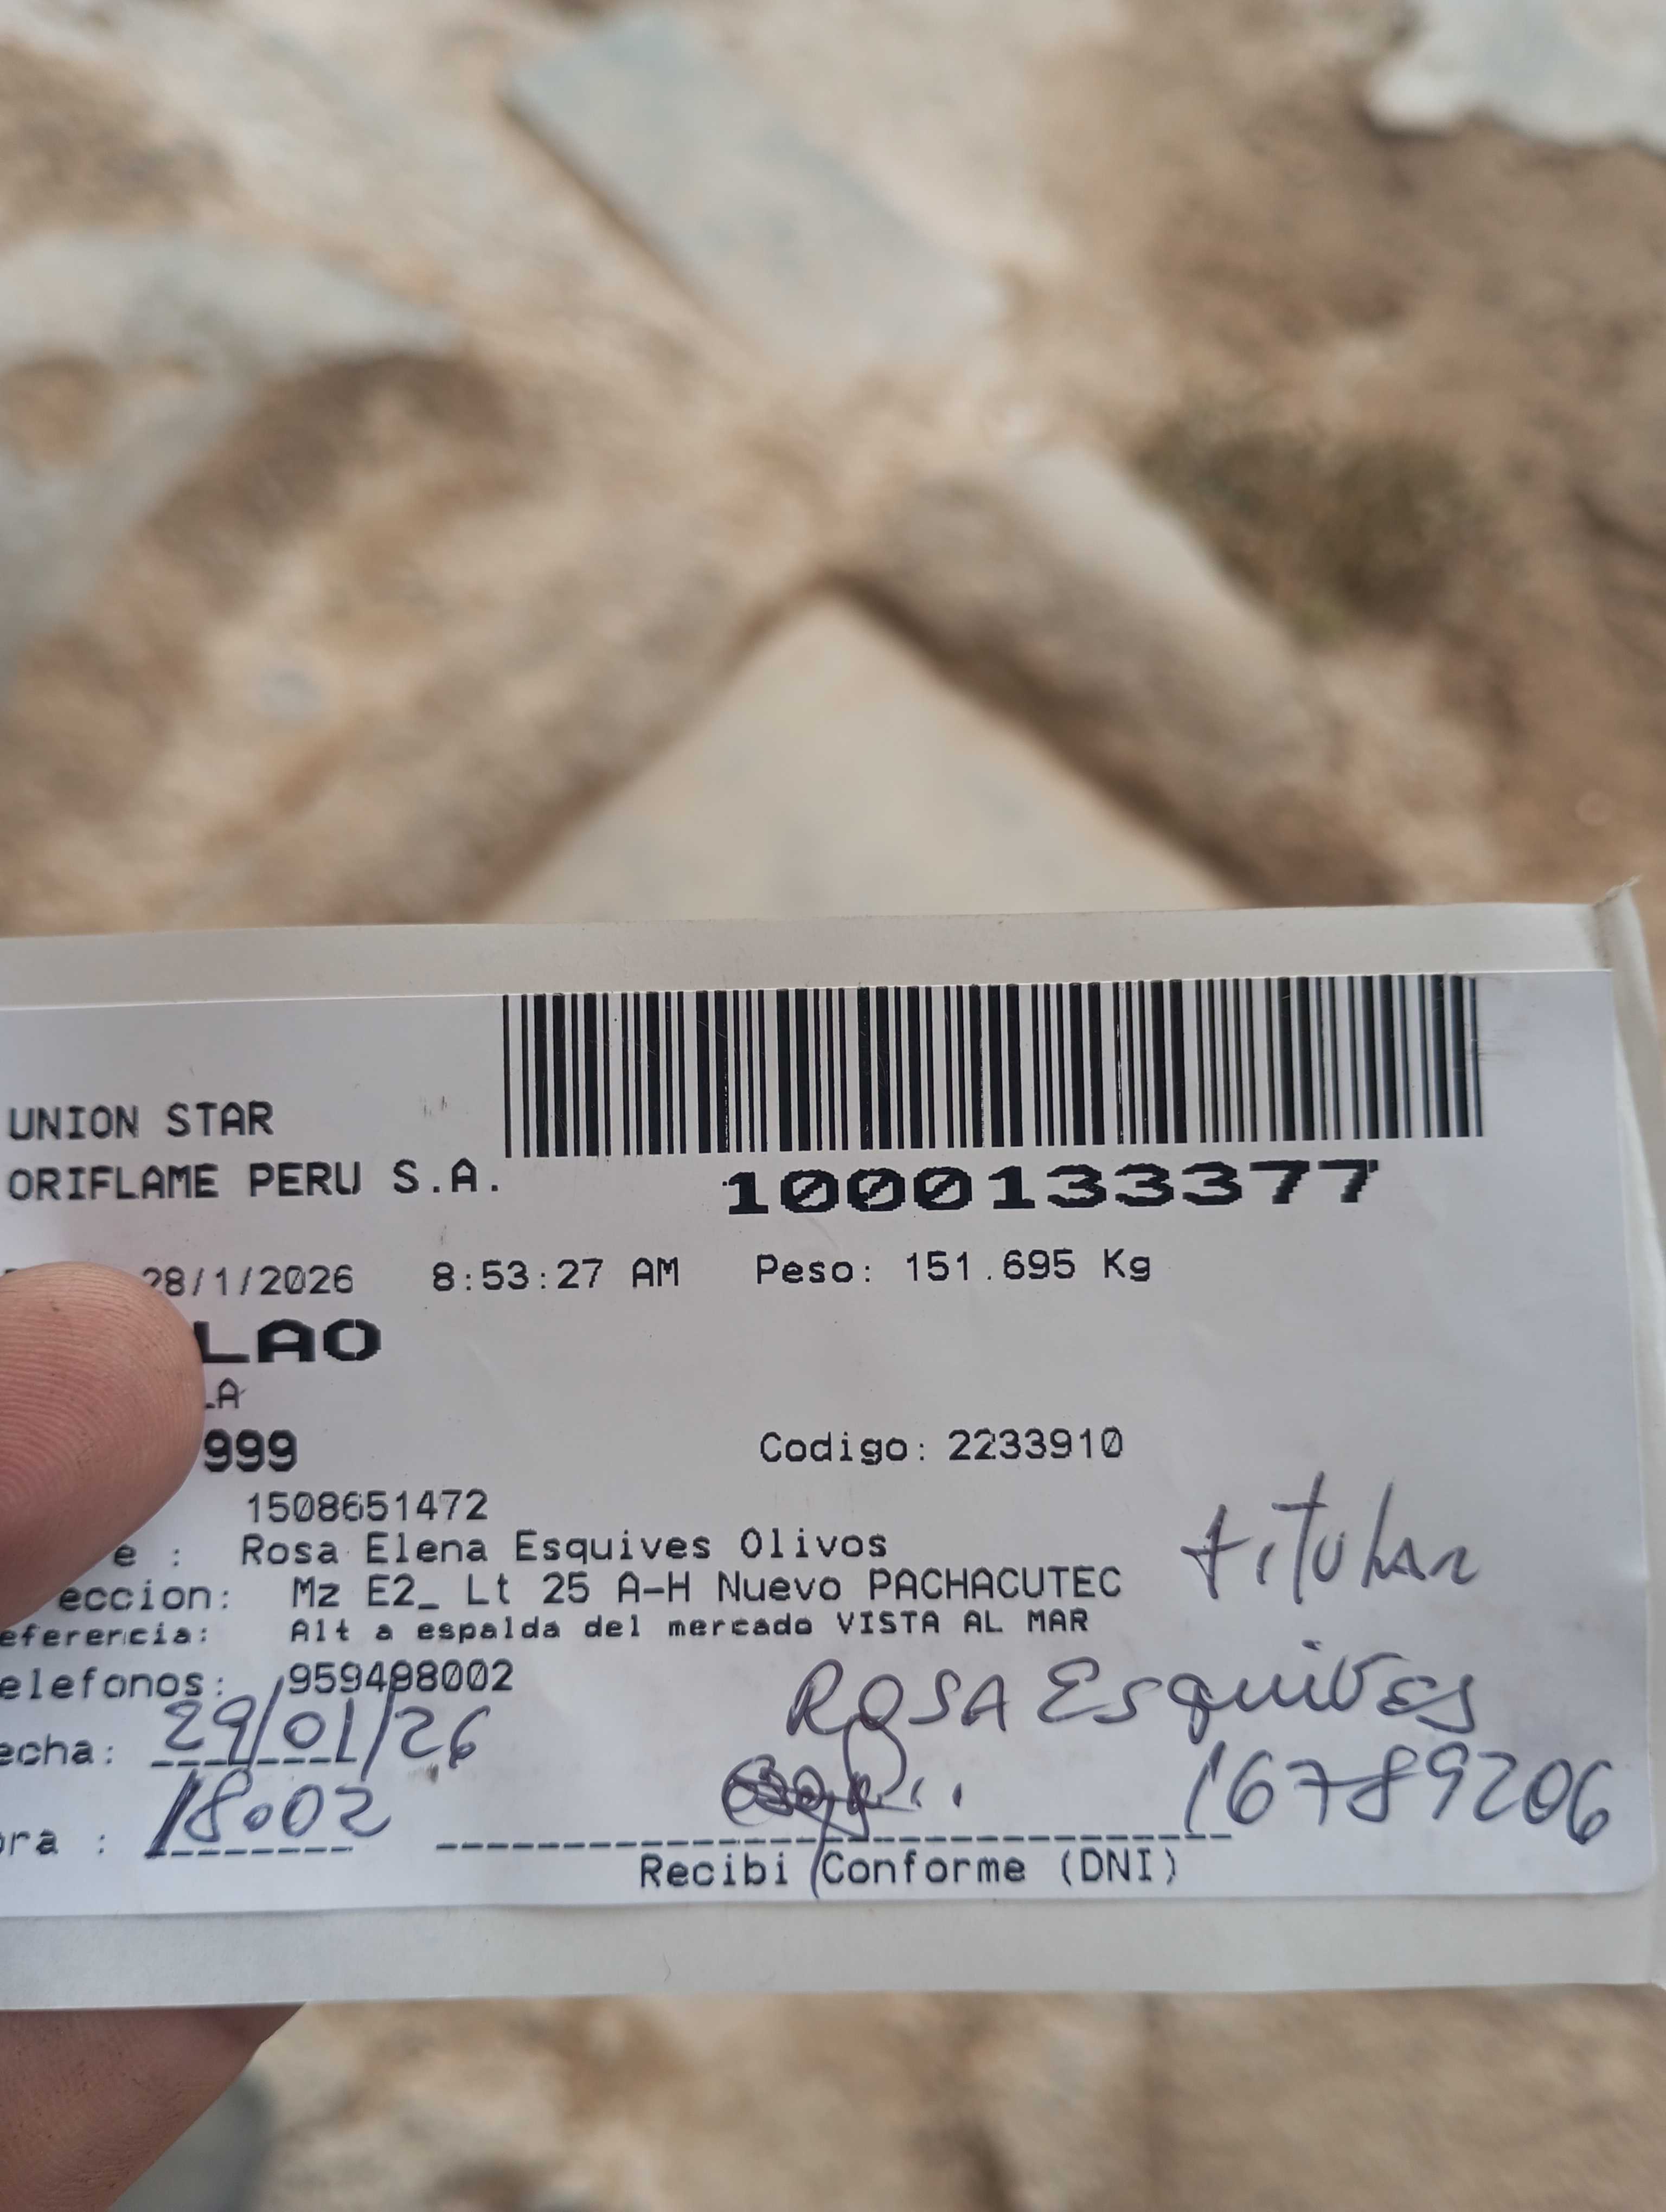 UNION STAR
ORIFLAME PERU S.A.
1000133377
28/1/2026 8:53:27 AM Peso: 151.695 Kg
LAO
LA
999 Codigo: 2233910
1508651472
e : Rosa Elena Esquives Olivos
eccion: Mz E2_ Lt 25 A-H Nuevo PACHACUTEC
titular
eferencia: Alt a espalda del mercado VISTA AL MAR
elefonos: 959498002
ROSA Esquives
echa: 29/01/26
16789206
ora : 18:02
Recibi Conforme (DNI)